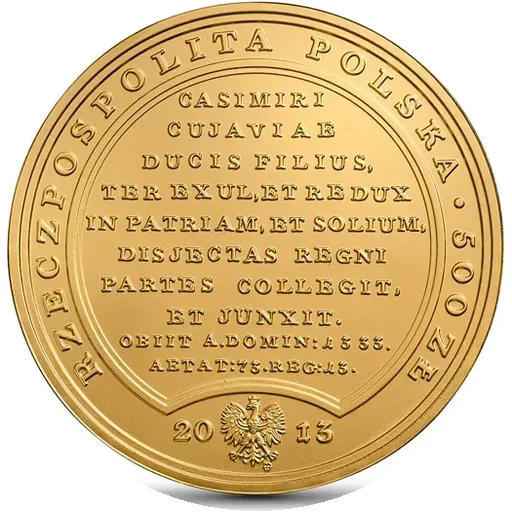 RZECZPOSPOLITA POLSKA · 500 ZŁ
CASIMIRI
CUJAVIAE
DUCIS FILIUS,
TER EXUL, ET REDUX
IN PATRIAM, ET SOLIUM,
DISJECTAS REGNI
PARTES COLLEGIT,
ET JUNXIT.
OBIIT A. DOMIN: 1333.
AETAT: 73. REG: 13.
20 13